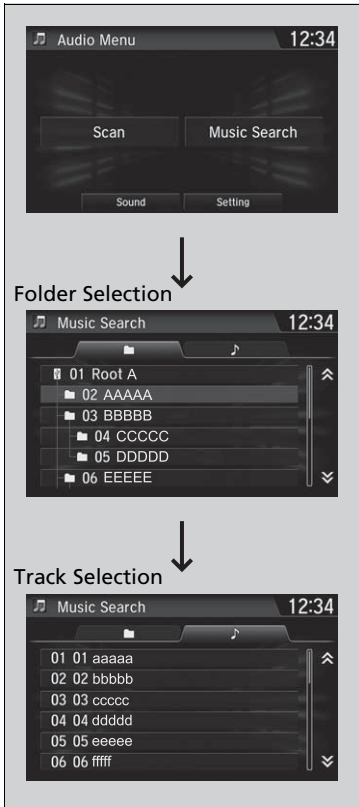 Audio Menu 12:34
Scan Music Search
Sound Setting
Folder Selection
Music Search 12:34
01 Root A
02 AAAAA
03 BBBBB
04 CCCCC
05 DDDDD
06 EEEEE
Track Selection
Music Search 12:34
01 01 aaaaa
02 02 bbbbb
03 03 ccccc
04 04 ddddd
05 05 eeeee
06 06 fffff